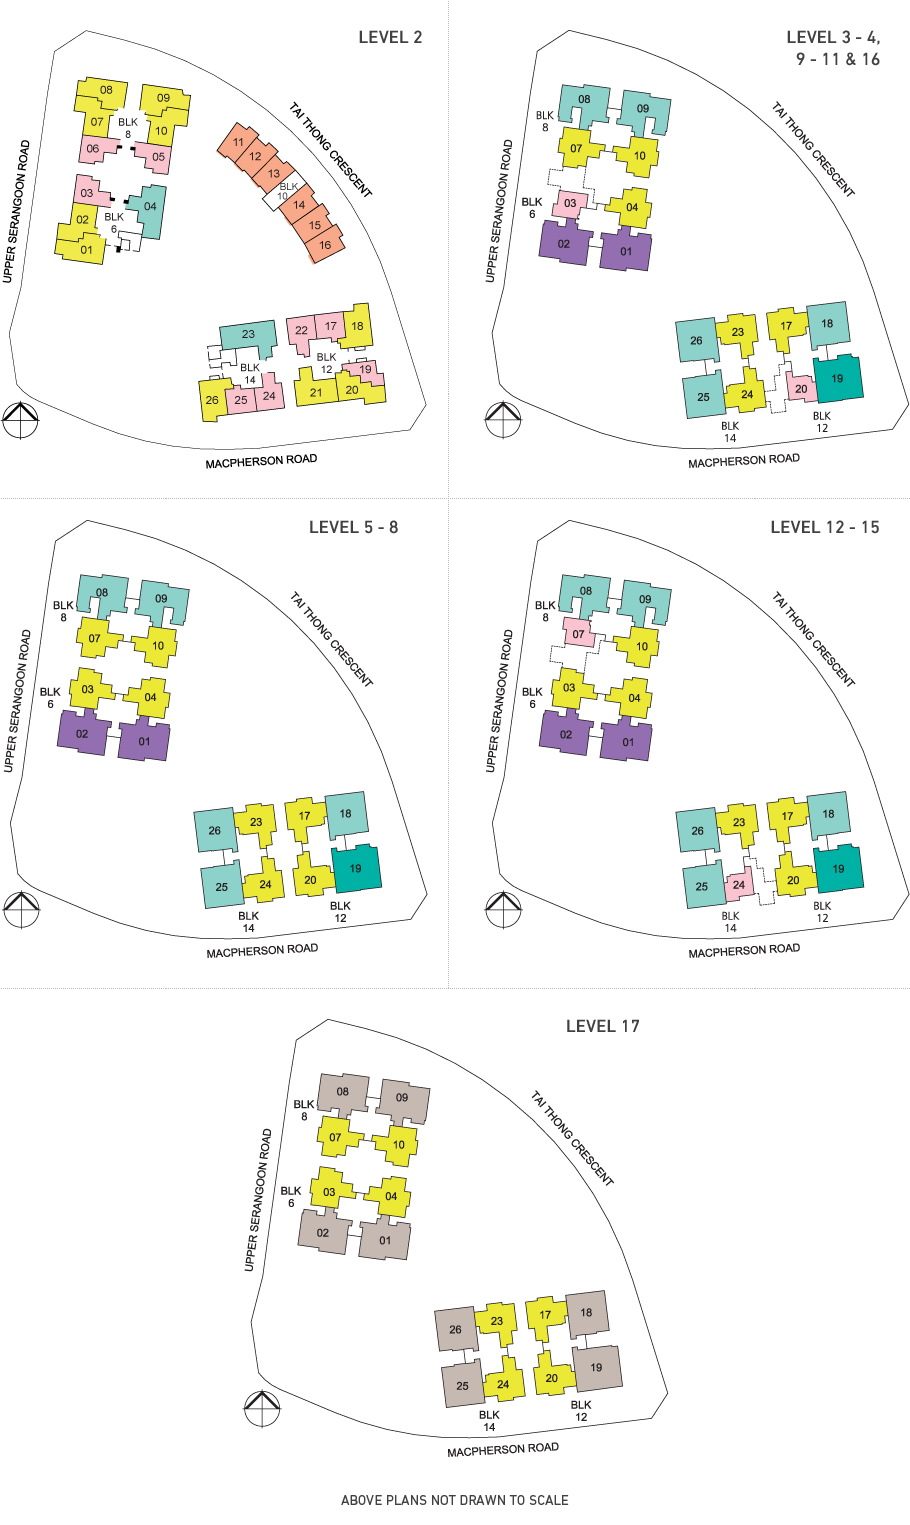 LEVEL 2
08
09
07
BLK
8
10
06
05
03
04
02
BLK
6
01
UPPER SERANGOON ROAD
TAI THONG CRESCENT
11
12
13
BLK
10
14
15
16
23
22
17
18
BLK
14
BLK
12
19
26
25
24
21
20
MACPHERSON ROAD
LEVEL 3 - 4,
9 - 11 & 16
08
09
BLK
8
07
10
BLK
6
03
04
02
01
UPPER SERANGOON ROAD
TAI THONG CRESCENT
26
23
17
18
25
24
20
19
BLK
14
BLK
12
MACPHERSON ROAD
LEVEL 5 - 8
08
09
BLK
8
07
10
BLK
6
03
04
02
01
UPPER SERANGOON ROAD
TAI THONG CRESCENT
26
23
17
18
25
24
20
19
BLK
14
BLK
12
MACPHERSON ROAD
LEVEL 12 - 15
08
09
BLK
8
07
10
BLK
6
03
04
02
01
UPPER SERANGOON ROAD
TAI THONG CRESCENT
26
23
17
18
25
24
20
19
BLK
14
BLK
12
MACPHERSON ROAD
LEVEL 17
08
09
BLK
8
07
10
BLK
6
03
04
02
01
UPPER SERANGOON ROAD
TAI THONG CRESCENT
26
23
17
18
25
24
20
19
BLK
14
BLK
12
MACPHERSON ROAD
ABOVE PLANS NOT DRAWN TO SCALE